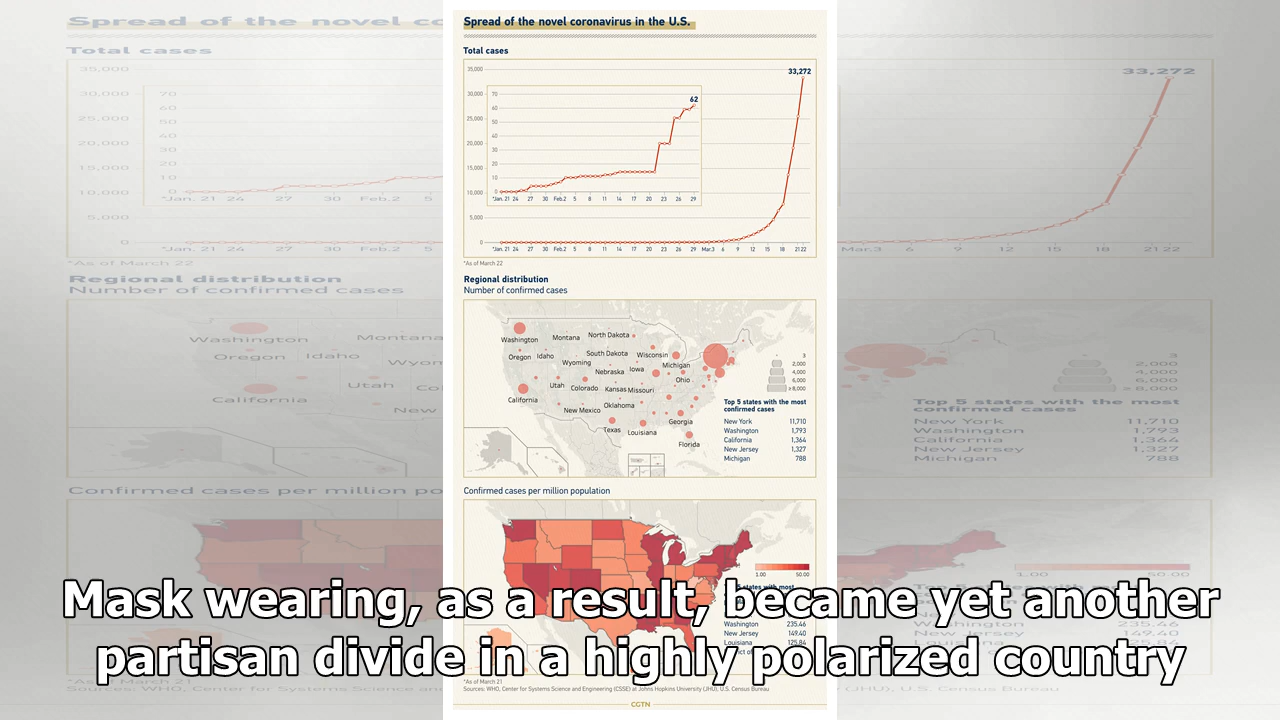 Spread of the novel coronavirus in the U.S.
Total cases
33,272
35,000
30,000
25,000
20,000
15,000
10,000
5,000
0
62
70
60
50
40
30
20
10
0
*Jan. 21 24 27 30 Feb.2 5 8 11 14 17 20 23 26 29
*Jan. 21 24 27 30 Feb.2 5 8 11 14 17 20 23 26 29 Mar.3 6 9 12 15 18 21 22
*As of March 22
Regional distribution
Number of confirmed cases
Washington
Montana
North Dakota
Oregon
Idaho
South Dakota
Wisconsin
Wyoming
Michigan
Nebraska
Iowa
Ohio
Utah
Colorado
Kansas
Missouri
California
New Mexico
Oklahoma
Georgia
Texas
Louisiana
Florida
3
2,000
4,000
6,000
≥ 8,000
Top 5 states with the most
confirmed cases
New York 11,710
Washington 1,793
California 1,364
New Jersey 1,327
Michigan 788
Confirmed cases per million population
1.00 50.00
Washington 235.46
New Jersey 149.40
Louisiana 125.84
Mask wearing, as a result, became yet another
partisan divide in a highly polarized country
*As of March 21
Sources: WHO, Center for Systems Science and Engineering (CSSE) at Johns Hopkins University (JHU), U.S. Census Bureau
CGTN